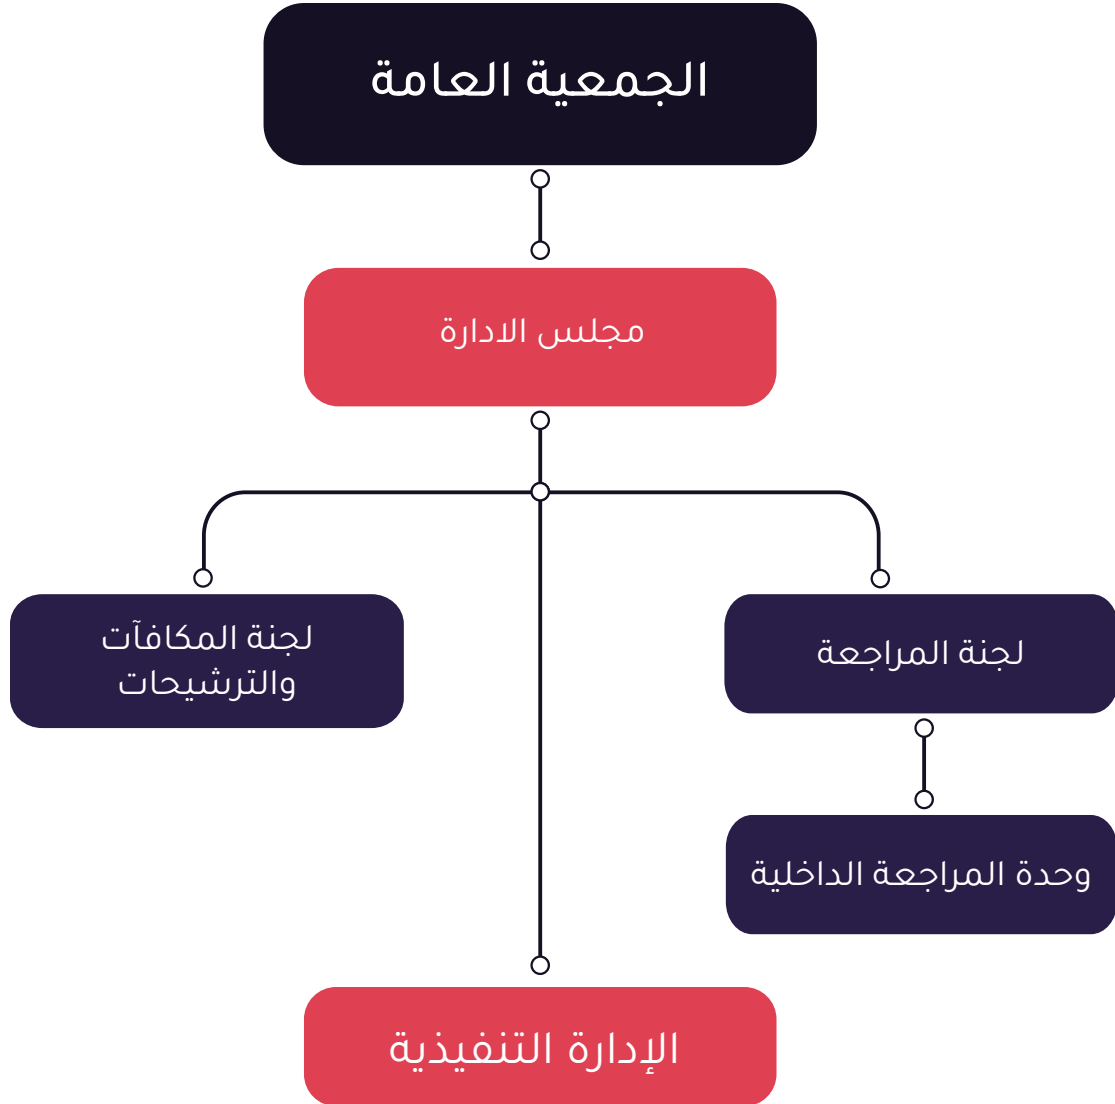 الجمعية العامة
مجلس الادارة
لجنة المراجعة
لجنة المكافآت
والترشيحات
وحدة المراجعة الداخلية
الإدارة التنفيذية